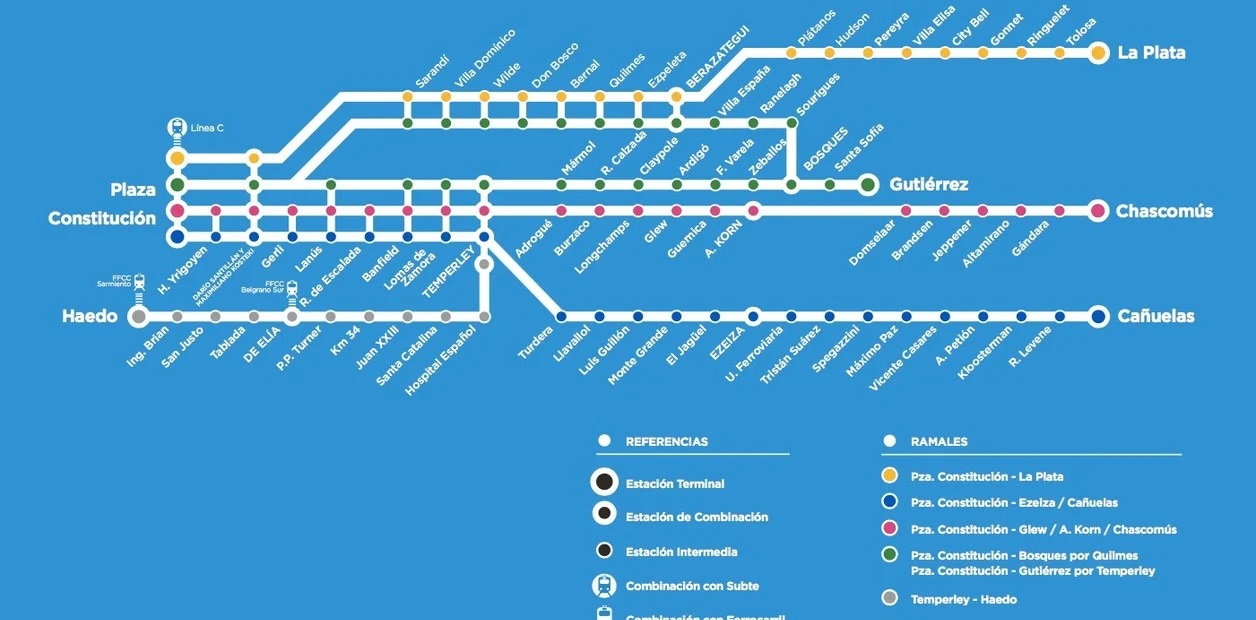 Plátanos
Hudson
Pereyra
Villa Elisa
City Bell
Gonnet
Ringuelet
Tolosa
La Plata
Sarandí
Villa Domínico
Wilde
Don Bosco
Bernal
Quilmes
Ezpeleta
BERAZATEGUI
Villa España
Ranelagh
Sourigues
Línea C
Mármol
R. Calzada
Claypole
Ardigó
F. Varela
Zeballos
BOSQUES
Santa Sofía
Gutiérrez
Plaza
Constitución
Chascomús
H. Yrigoyen
DARÍO SANTILLÁN Y
MAXIMILIANO KOSTEKI
Gerli
Lanús
R. de Escalada
Banfield
Lomas de
Zamora
TEMPERLEY
Adrogué
Burzaco
Longchamps
Glew
Guernica
A. KORN
Domselaar
Brandsen
Jeppener
Altamirano
Gándara
FFCC
Sarmiento
FFCC
Belgrano Sur
Haedo
Cañuelas
Ing. Brian
San Justo
Tablada
DE ELÍA
P.P. Turner
Km 34
Juan XXIII
Santa Catalina
Hospital Español
Turdera
Llavallol
Luis Guillón
Monte Grande
El Jagüel
EZEIZA
U. Ferroviaria
Tristán Suárez
Spegazzini
Máximo Paz
Vicente Casares
A. Petión
Kloosterman
R. Levene
REFERENCIAS
Estación Terminal
Estación de Combinación
Estación Intermedia
Combinación con Subte
Combinación con Ferrocarril
RAMALES
Pza. Constitución - La Plata
Pza. Constitución - Ezeiza / Cañuelas
Pza. Constitución - Glew / A. Korn / Chascomús
Pza. Constitución - Bosques por Quilmes
Pza. Constitución - Gutiérrez por Temperley
Temperley - Haedo